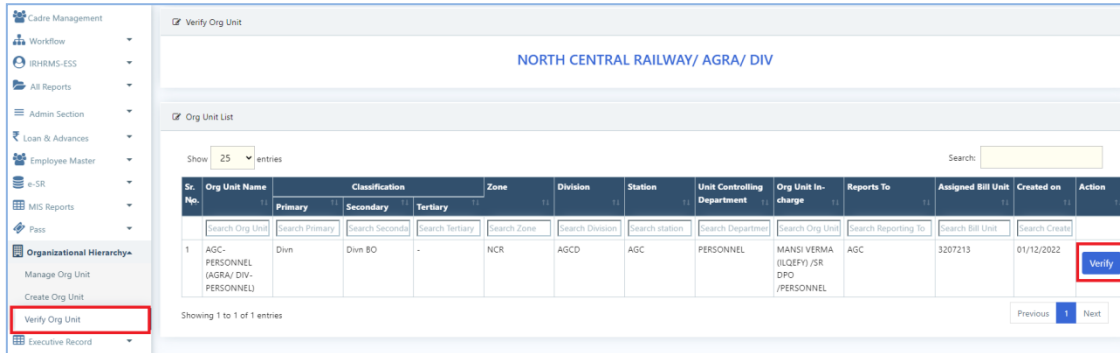 Cadre Management
Workflow
IRHRMS-ESS
All Reports
Admin Section
Loan & Advances
Employee Master
e-SR
MIS Reports
Pass
Organizational Hierarchy
Manage Org Unit
Create Org Unit
Verify Org Unit
Executive Record
Verify Org Unit
NORTH CENTRAL RAILWAY/ AGRA/ DIV
Org Unit List
Show 25 entries
Search:
Sr. No. Org Unit Name Classification Zone Division Station Unit Controlling Department Org Unit In-charge Reports To Assigned Bill Unit Created on Action
Primary Secondary Tertiary
Search Org Unit Search Primary Search Seconda Search Tertiary Search Zone Search Division Search station Search Departmer Search Org Unit Search Reporting To Search Bill Unit Search Create
1 AGC- Divn Divn BO - NCR AGCD AGC PERSONNEL MANSI VERMA AGC 3207213 01/12/2022 Verify
PERSONNEL (ILQEFY) /SR
(AGRA/ DIV- DPO
PERSONNEL) /PERSONNEL
Showing 1 to 1 of 1 entries
Previous 1 Next